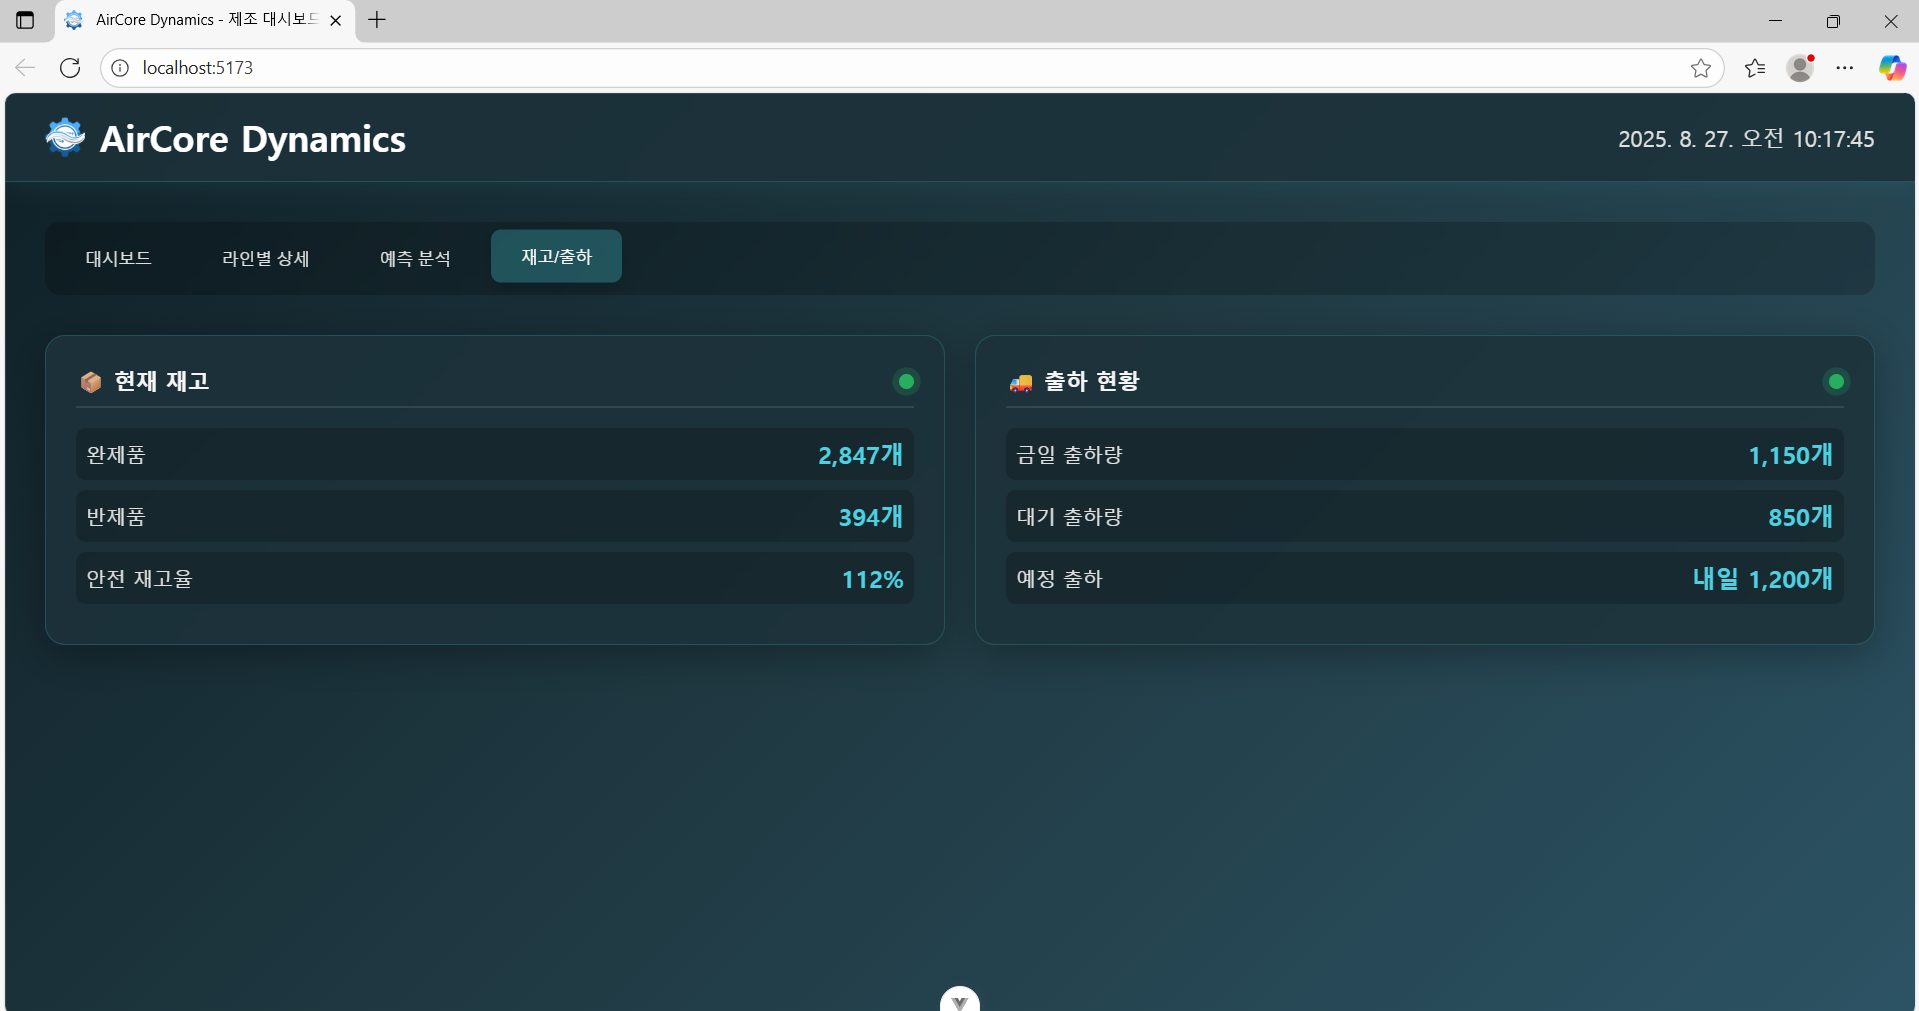 AirCore Dynamics - 제조 대시보드
localhost:5173
AirCore Dynamics
2025. 8. 27. 오전 10:17:45
대시보드
라인별 상세
예측 분석
재고/출하
현재 재고
완제품
2,847개
반제품
394개
안전 재고율
112%
출하 현황
금일 출하량
1,150개
대기 출하량
850개
예정 출하
내일 1,200개